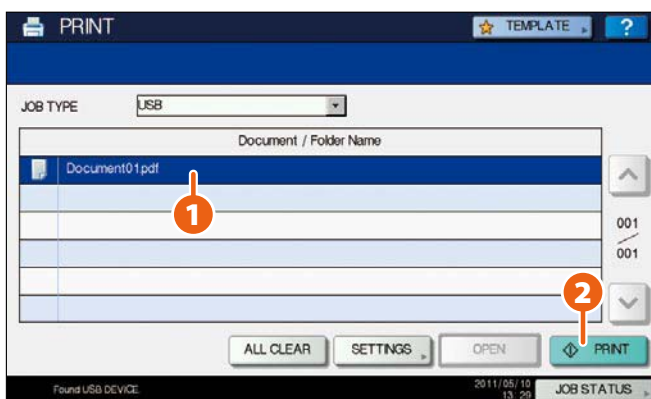 PRINT
TEMPLATE
?
JOB TYPE
USB
Document / Folder Name
Document01.pdf
1
001
001
2
ALL CLEAR
SETTINGS
OPEN
PRINT
Found USB DEVICE
2011/05/10
13:29
JOB STATUS